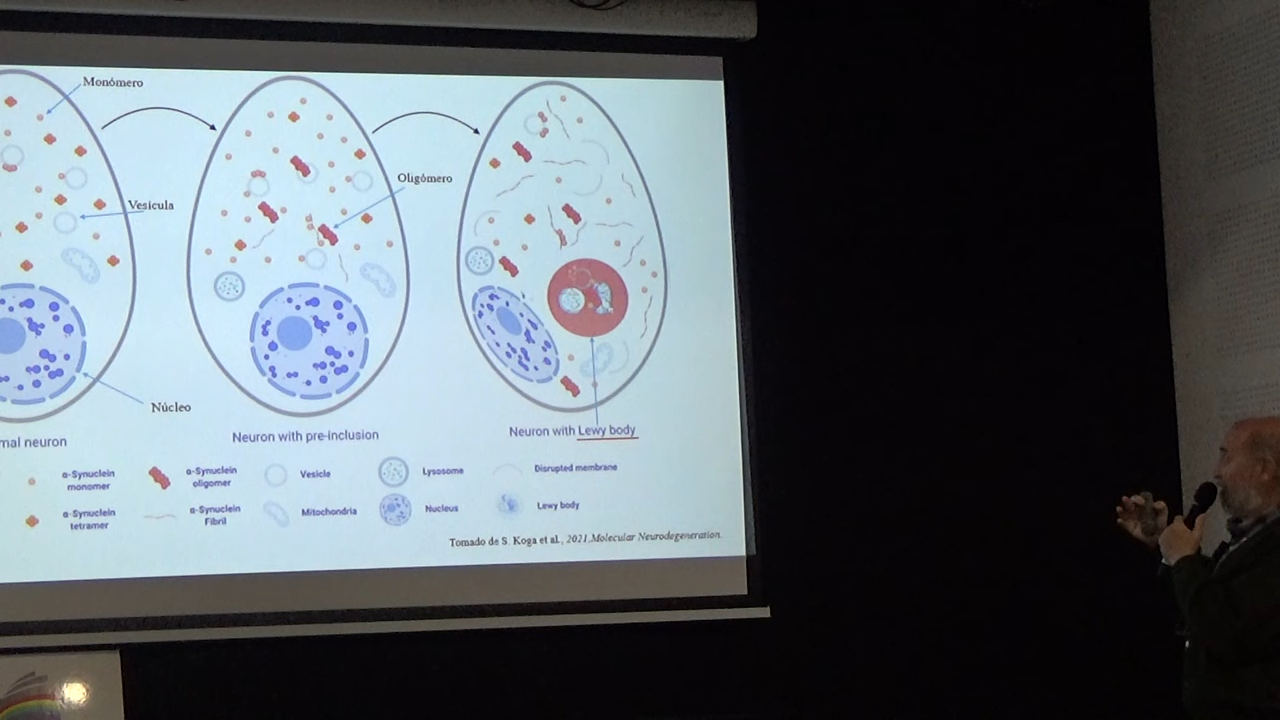 Monómero
Oligómero
Vesícula
Núcleo
mal neuron
Neuron with pre-inclusion
Neuron with Lewy body
α-Synuclein
monomer
α-Synuclein
oligomer
Vesicle
Lysosome
Disrupted membrane
α-Synuclein
tetramer
α-Synuclein
Fibril
Mitochondria
Nucleus
Lewy body
Tomado de S. Koga et al., 2021,Molecular Neurodegeneration.